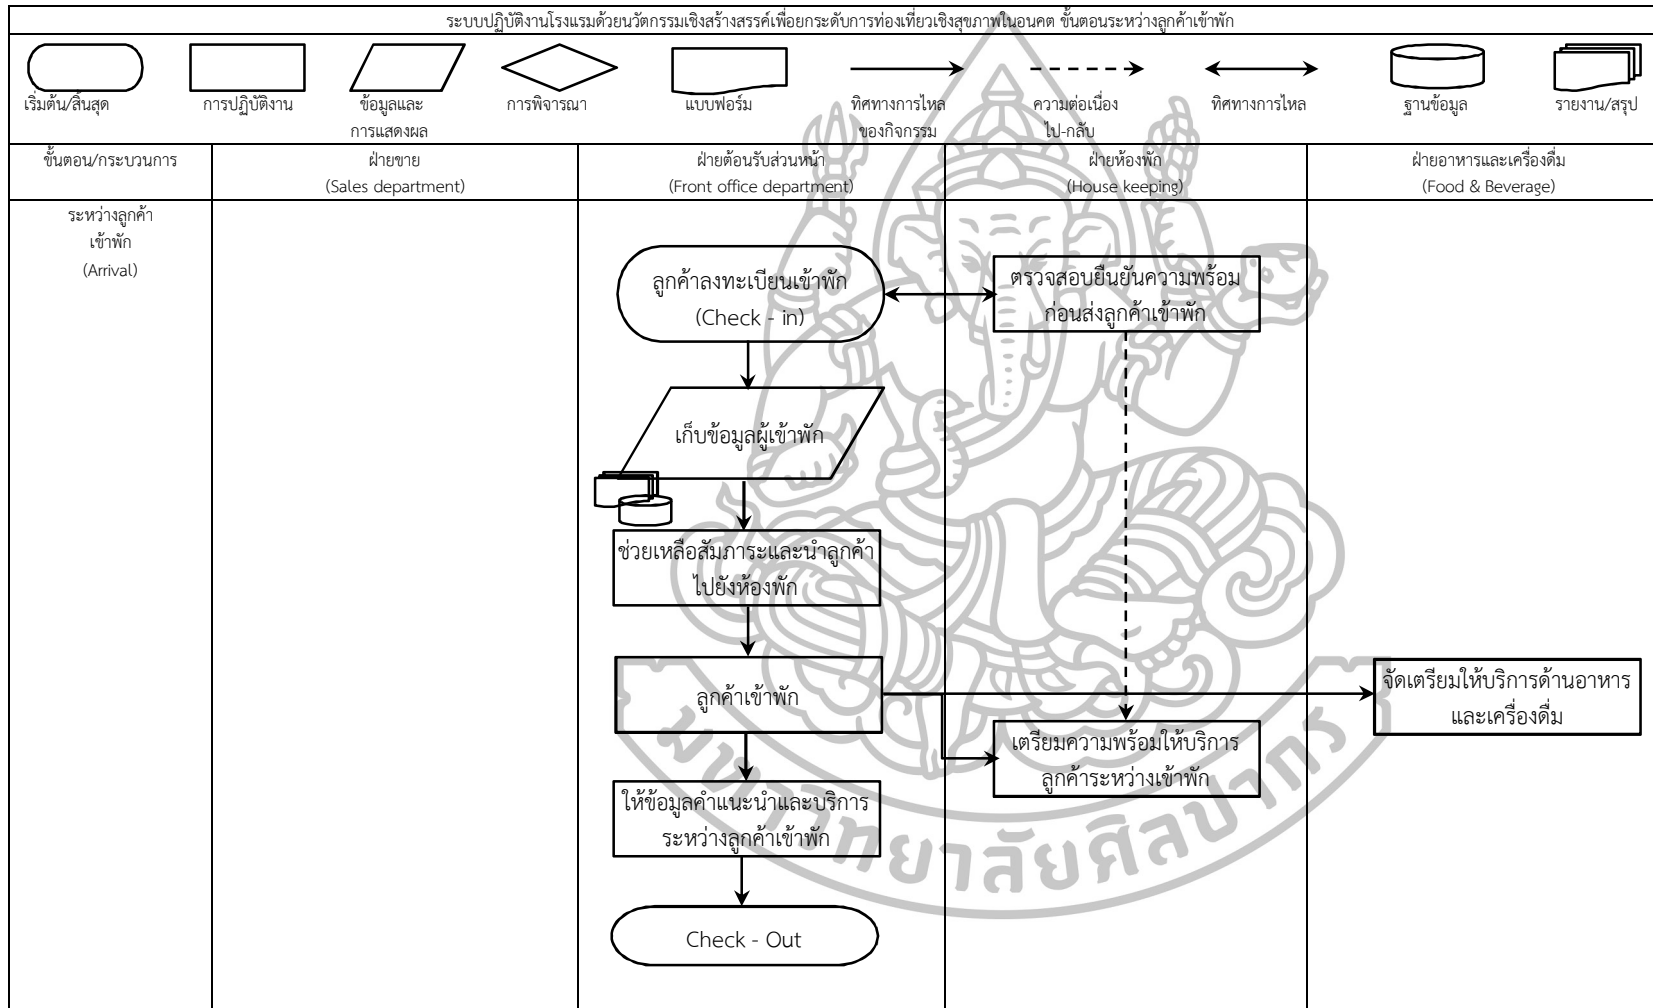 ระบบปฏิบัติงานโรงแรมด้วยนวัตกรรมเชิงสร้างสรรค์เพื่อยกระดับการท่องเที่ยวเชิงสุขภาพในอนคต ขั้นตอนระหว่างลูกค้าเข้าพัก
เริ่มต้น/สิ้นสุด
การปฏิบัติงาน
ข้อมูลและ
การแสดงผล
การพิจารณา
แบบฟอร์ม
ทิศทางการไหล
ของกิจกรรม
ความต่อเนื่อง
ไป-กลับ
ทิศทางการไหล
ฐานข้อมูล
รายงาน/สรุป
ขั้นตอน/กระบวนการ
ฝ่ายขาย
(Sales department)
ฝ่ายต้อนรับส่วนหน้า
(Front office department)
ฝ่ายห้องพัก
(House keeping)
ฝ่ายอาหารและเครื่องดื่ม
(Food & Beverage)
ระหว่างลูกค้า
เข้าพัก
(Arrival)
ลูกค้าลงทะเบียนเข้าพัก
(Check - in)
ตรวจสอบยืนยันความพร้อม
ก่อนส่งลูกค้าเข้าพัก
เก็บข้อมูลผู้เข้าพัก
ช่วยเหลือสัมภาระและนำลูกค้า
ไปยังห้องพัก
ลูกค้าเข้าพัก
จัดเตรียมให้บริการด้านอาหาร
และเครื่องดื่ม
เตรียมความพร้อมให้บริการ
ลูกค้าระหว่างเข้าพัก
ให้ข้อมูลคำแนะนำและบริการ
ระหว่างลูกค้าเข้าพัก
Check - Out
มหาวิทยาลัยศิลปากร